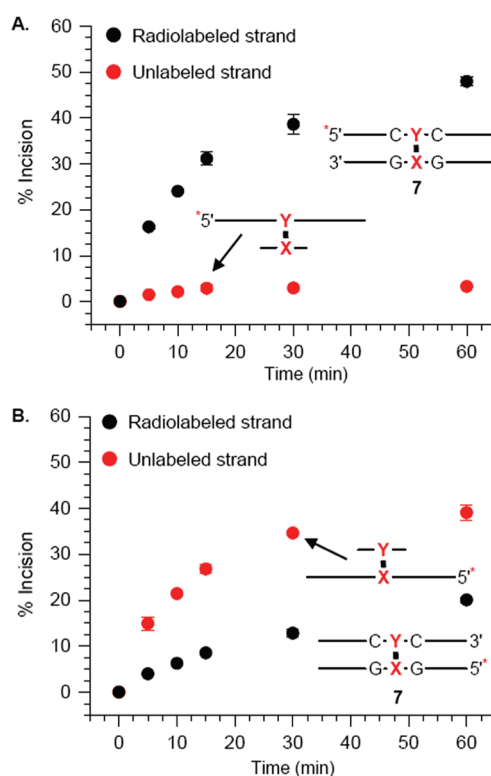 A.
Radiolabeled strand
Unlabeled strand
60
50
40
30
20
10
0
% Incision
*5' C Y C
3' G X G
7
*5' Y
X
0 10 20 30 40 50 60
Time (min)
B.
Radiolabeled strand
Unlabeled strand
60
50
40
30
20
10
0
% Incision
Y
X 5'*
C Y C 3'
G X G 5'*
7
0 10 20 30 40 50 60
Time (min)